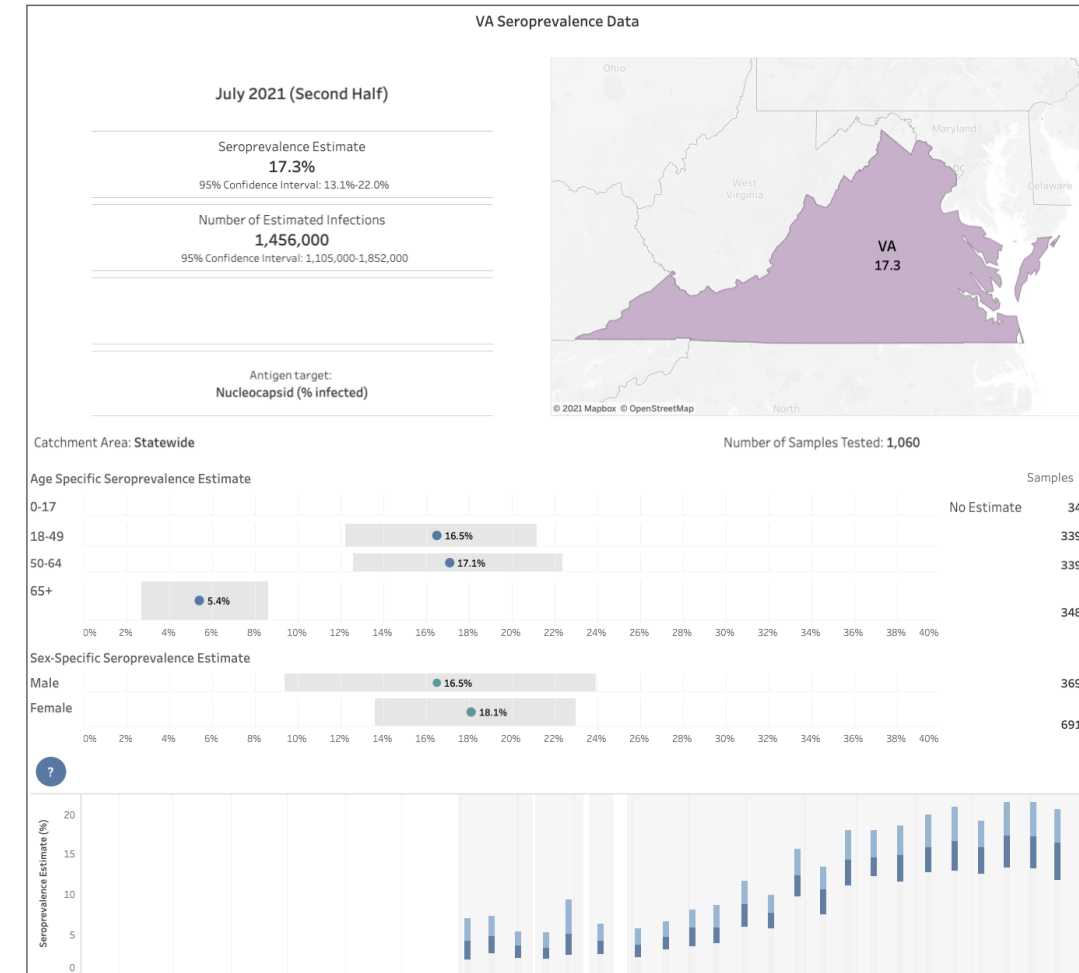 VA Seroprevalence Data
July 2021 (Second Half)
Seroprevalence Estimate
17.3%
95% Confidence Interval: 13.1%-22.0%
Number of Estimated Infections
1,456,000
95% Confidence Interval: 1,105,000-1,852,000
Antigen target:
Nucleocapsid (% infected)
Ohio
Maryland
DC
West
Virginia
Delaware
VA
17.3
North
© 2021 Mapbox © OpenStreetMap
Catchment Area: Statewide
Number of Samples Tested: 1,060
Age Specific Seroprevalence Estimate
Samples
0-17 No Estimate 34
18-49 16.5% 339
50-64 17.1% 339
65+ 5.4% 348
0% 2% 4% 6% 8% 10% 12% 14% 16% 18% 20% 22% 24% 26% 28% 30% 32% 34% 36% 38% 40%
Sex-Specific Seroprevalence Estimate
Male 16.5% 369
Female 18.1% 691
0% 2% 4% 6% 8% 10% 12% 14% 16% 18% 20% 22% 24% 26% 28% 30% 32% 34% 36% 38% 40%
?
Seroprevalence Estimate (%)
20
15
10
5
0